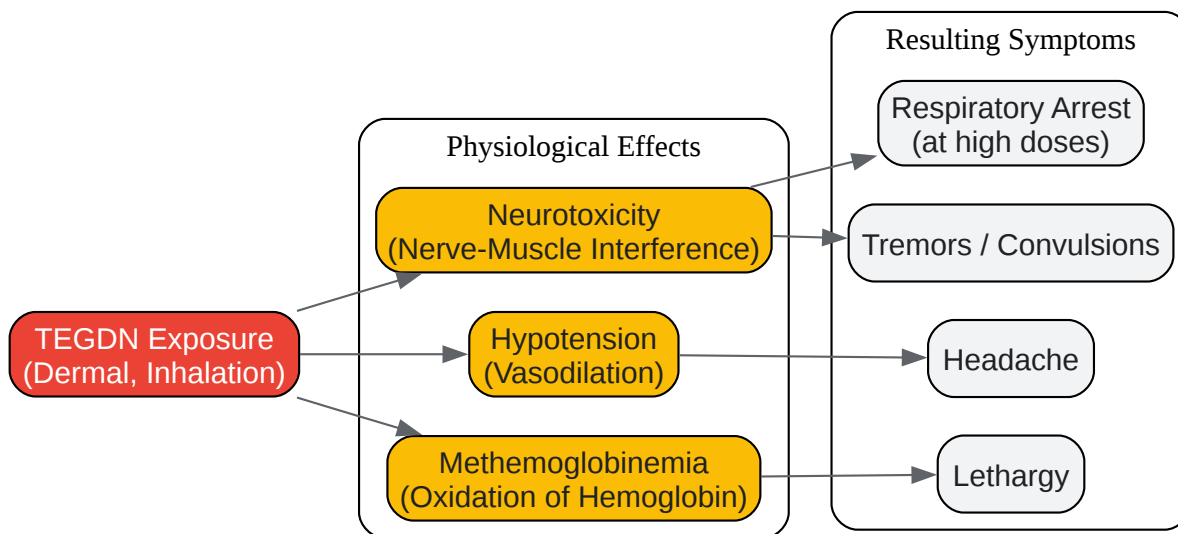 TEGDN Exposure
(Dermal, Inhalation)
Physiological Effects
Neurotoxicity
(Nerve-Muscle Interference)
Hypotension
(Vasodilation)
Methemoglobinemia
(Oxidation of Hemoglobin)
Resulting Symptoms
Respiratory Arrest
(at high doses)
Tremors / Convulsions
Headache
Lethargy